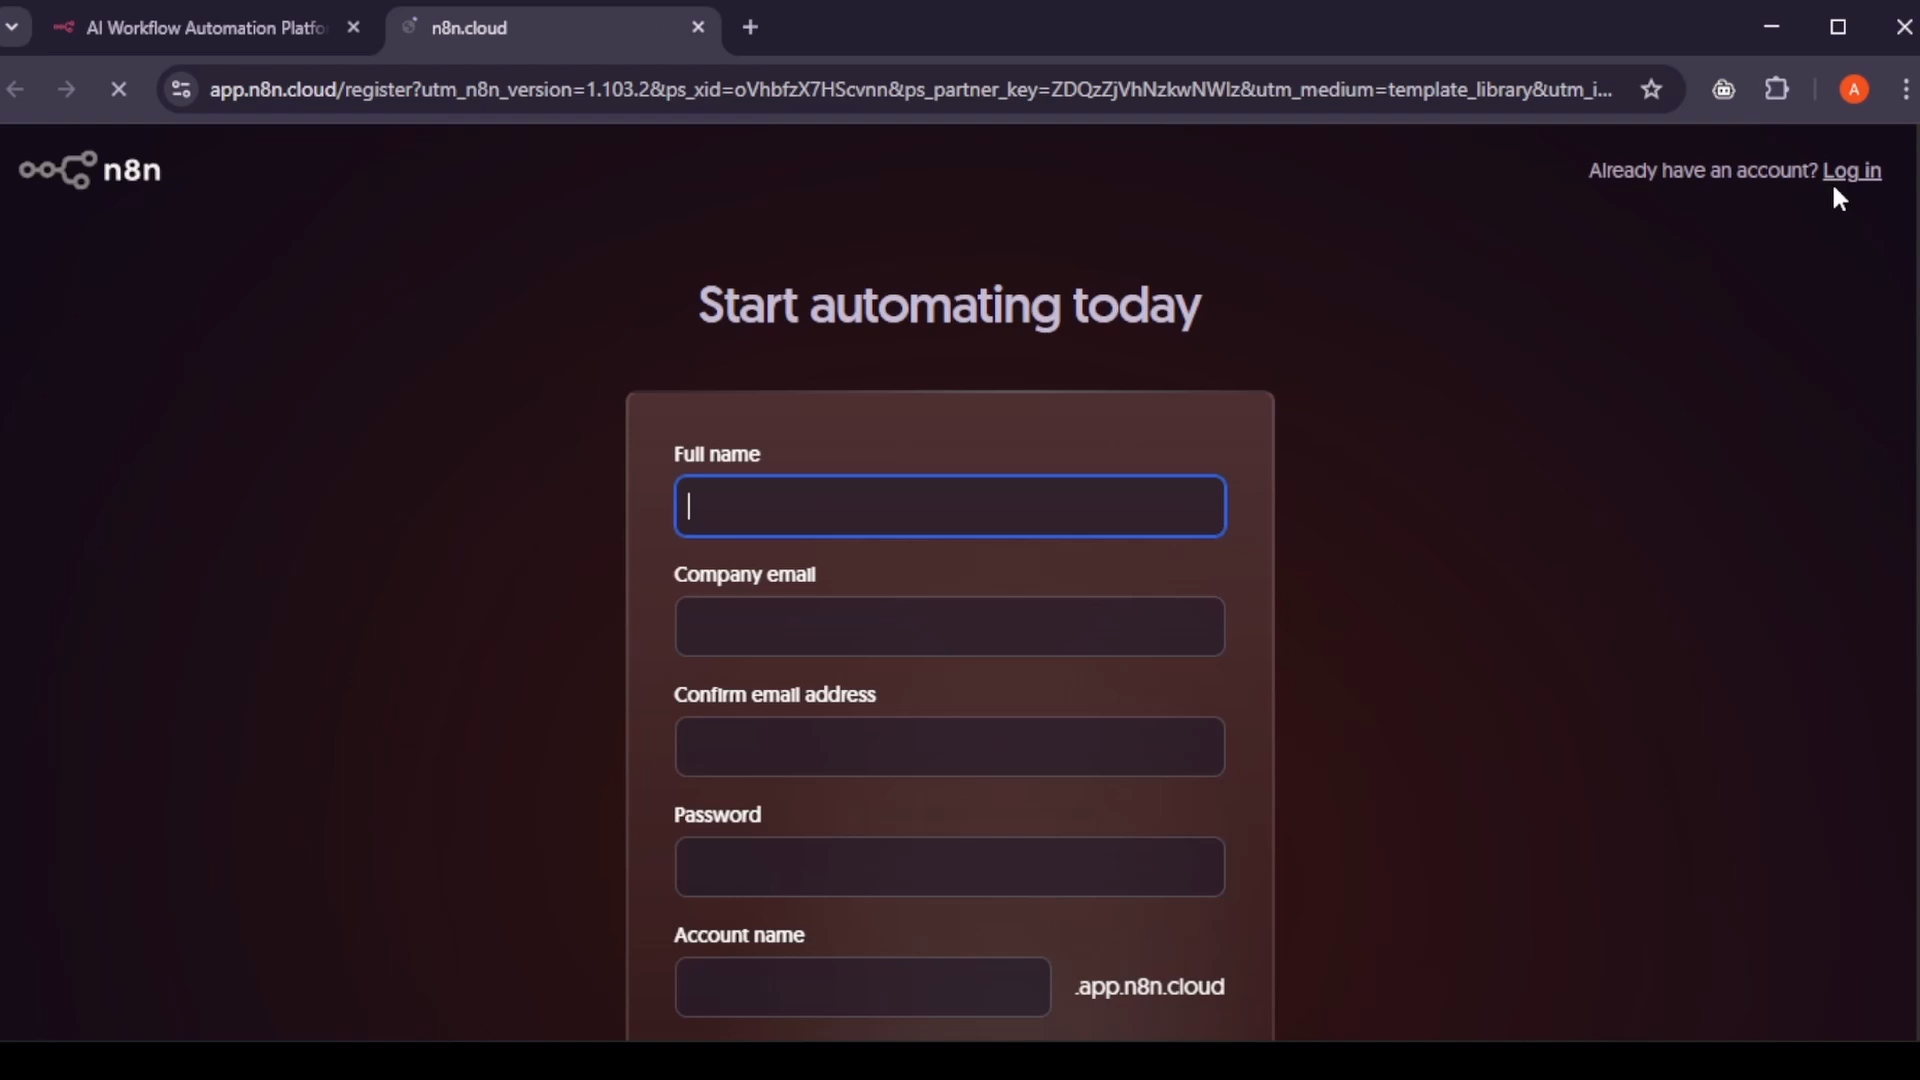 AI Workflow Automation Platfo
n8n.cloud
app.n8n.cloud/register?utm_n8n_version=1.103.2&ps_xid=oVhbfzX7HScvnn&ps_partner_key=ZDQzZjVhNzkwNWIz&utm_medium=template_library&utm_i...
A
n8n
Already have an account? Log in
Start automating today
Full name
Company email
Confirm email address
Password
Account name
.app.n8n.cloud